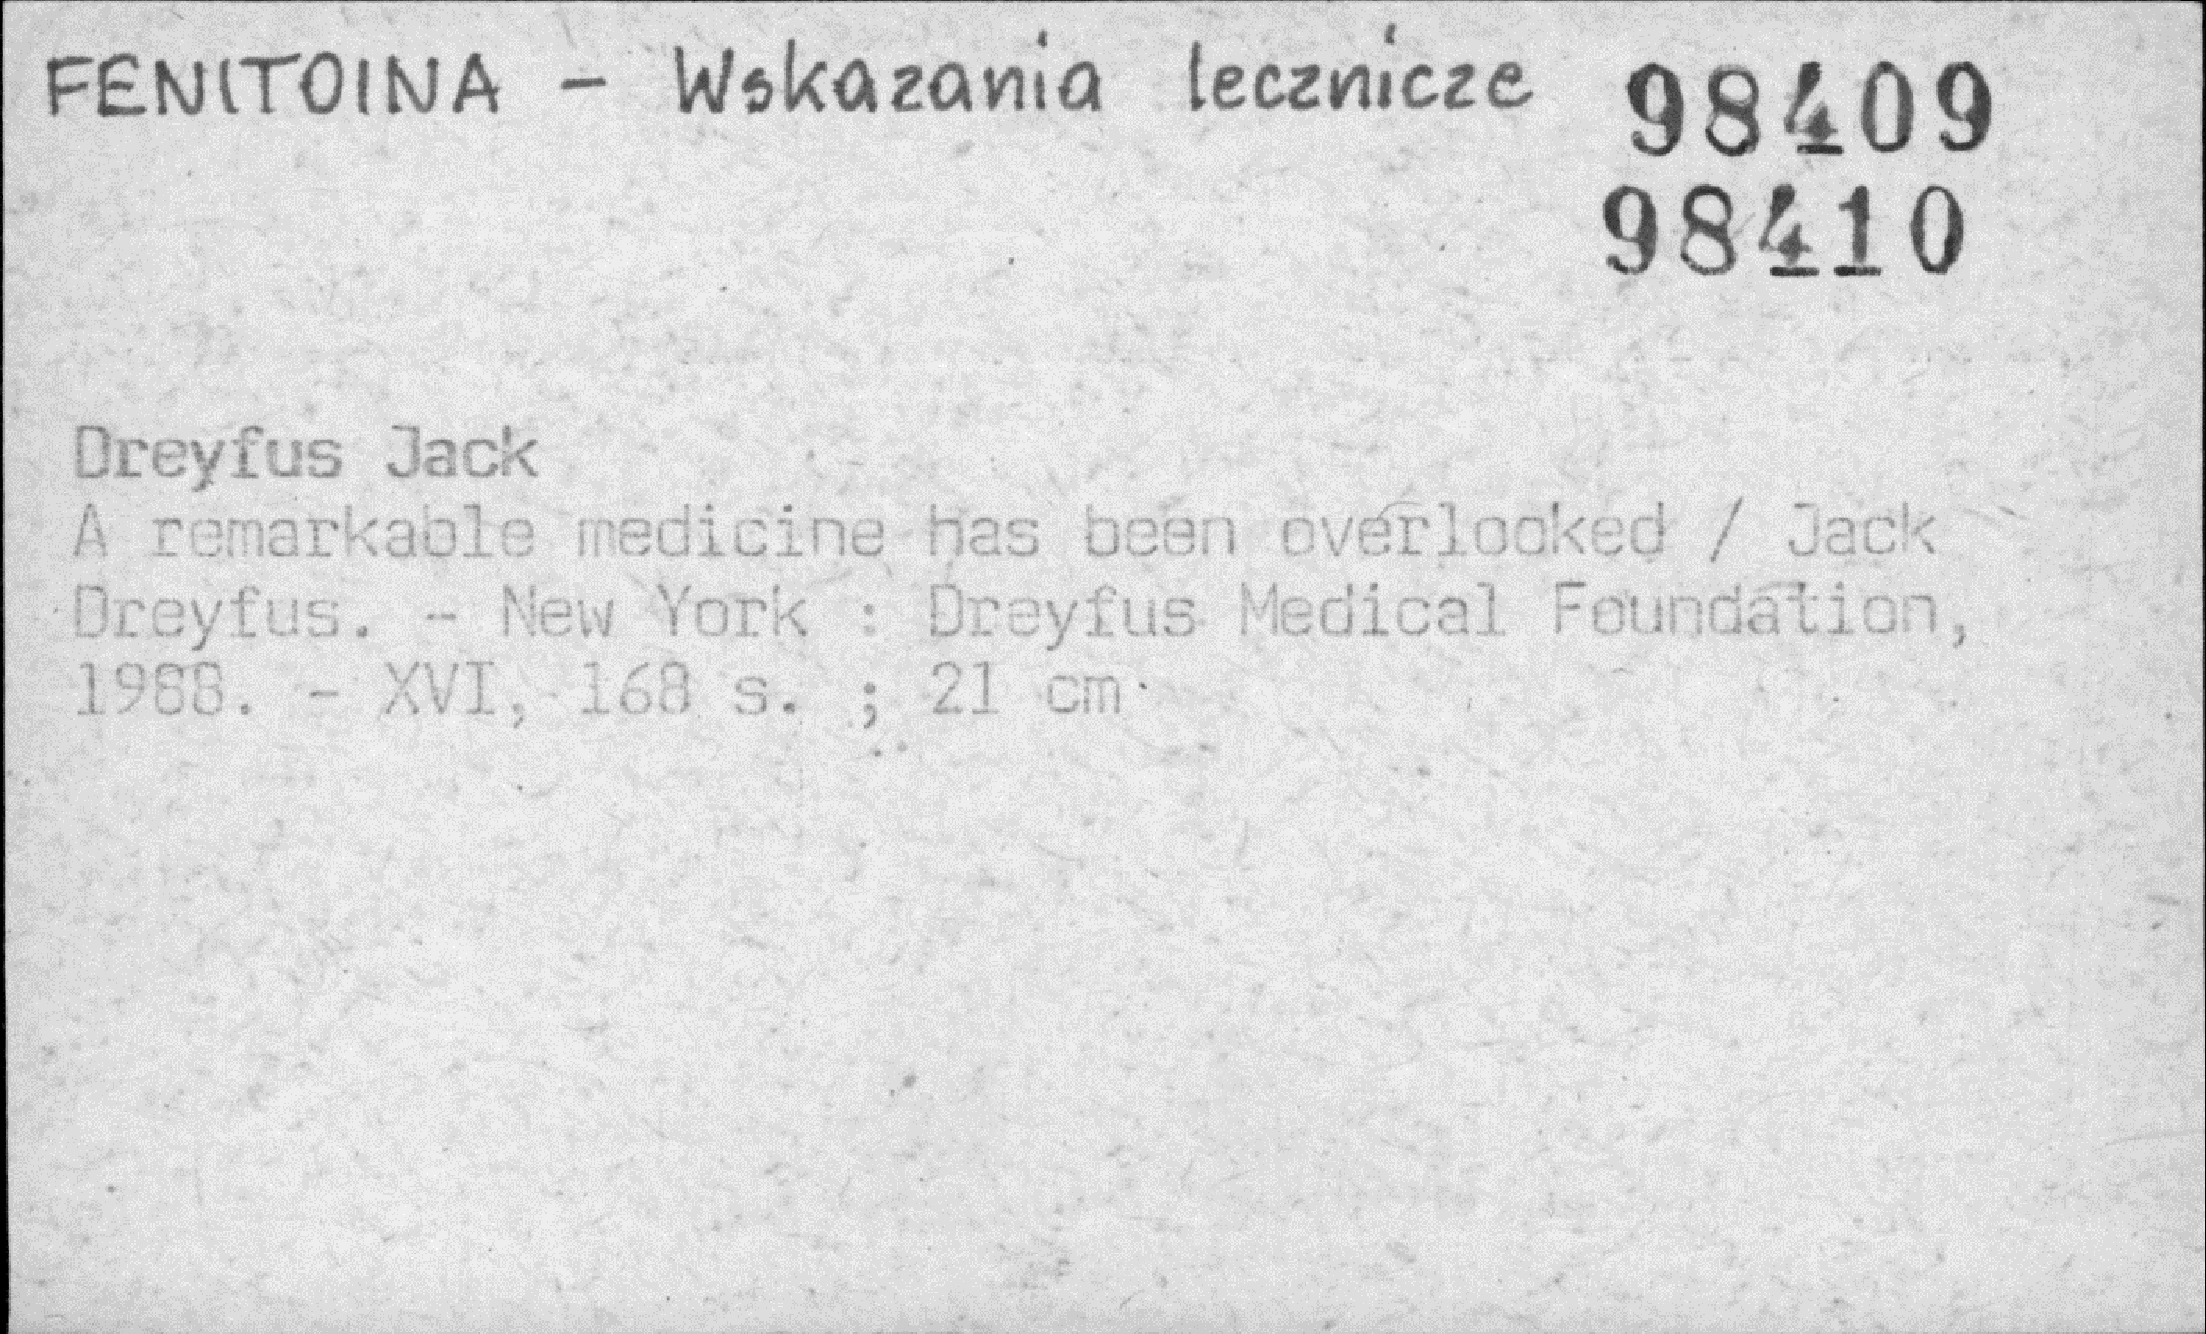 FENITOINA - Wskazania lecznicze 98409
98410
Dreyfus Jack
A remarkable medicine has been overlooked / Jack
Dreyfus. - New York : Dreyfus Medical Foundation,
1988. - XVI, 168 s. ; 21 cm